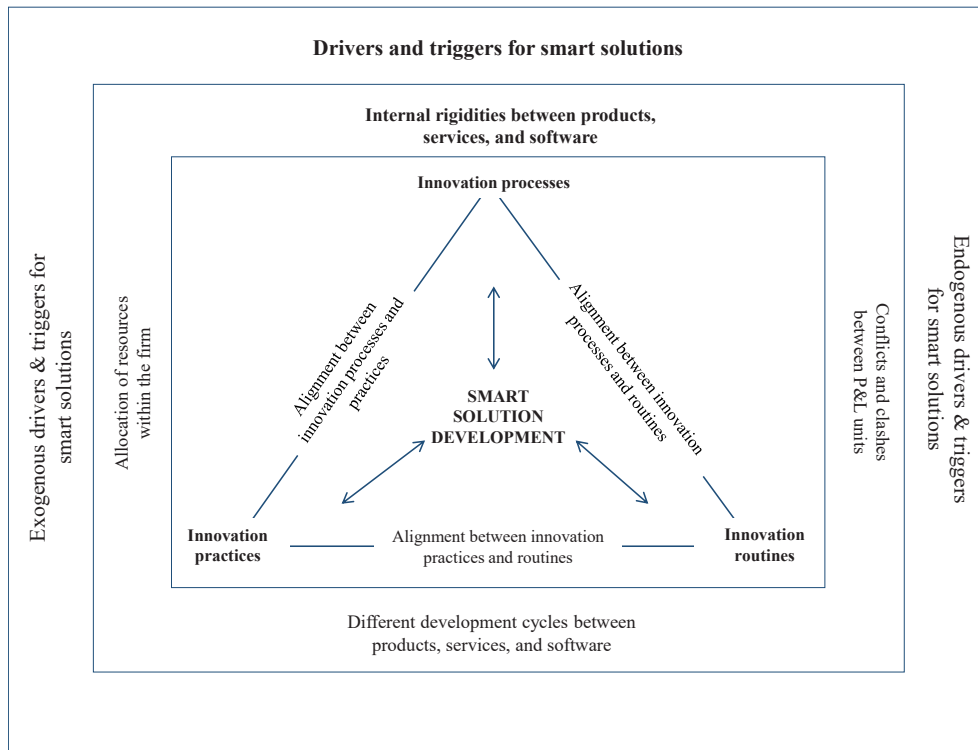 Drivers and triggers for smart solutions
Internal rigidities between products,
services, and software
Innovation processes
Exogenous drivers & triggers for
smart solutions
Allocation of resources
within the firm
Alignment between
innovation processes and
practices
Alignment between innovation
processes and routines
Conflicts and clashes
between P&L units
Endogenous drivers & triggers
for smart solutions
SMART
SOLUTION
DEVELOPMENT
Innovation
practices
Alignment between innovation
practices and routines
Innovation
routines
Different development cycles between
products, services, and software